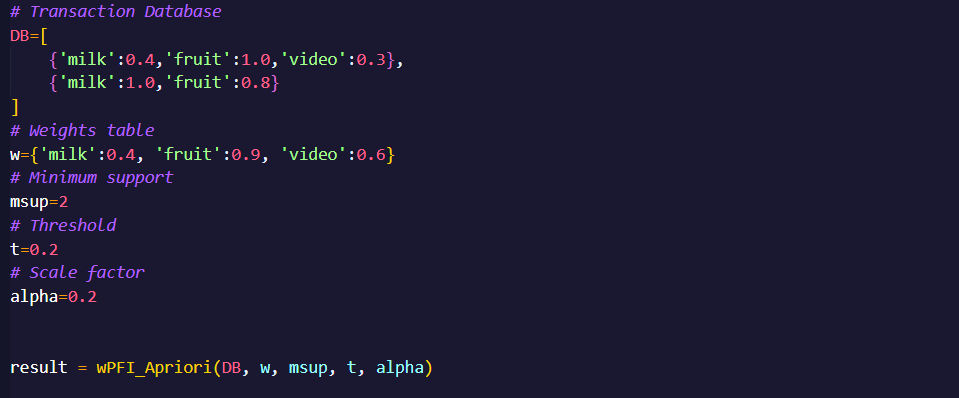 # Transaction Database
DB=[
    {'milk':0.4,'fruit':1.0,'video':0.3},
    {'milk':1.0,'fruit':0.8}
]
# Weights table
w={'milk':0.4, 'fruit':0.9, 'video':0.6}
# Minimum support
msup=2
# Threshold
t=0.2
# Scale factor
alpha=0.2
result = wPFI_Apriori(DB, w, msup, t, alpha)